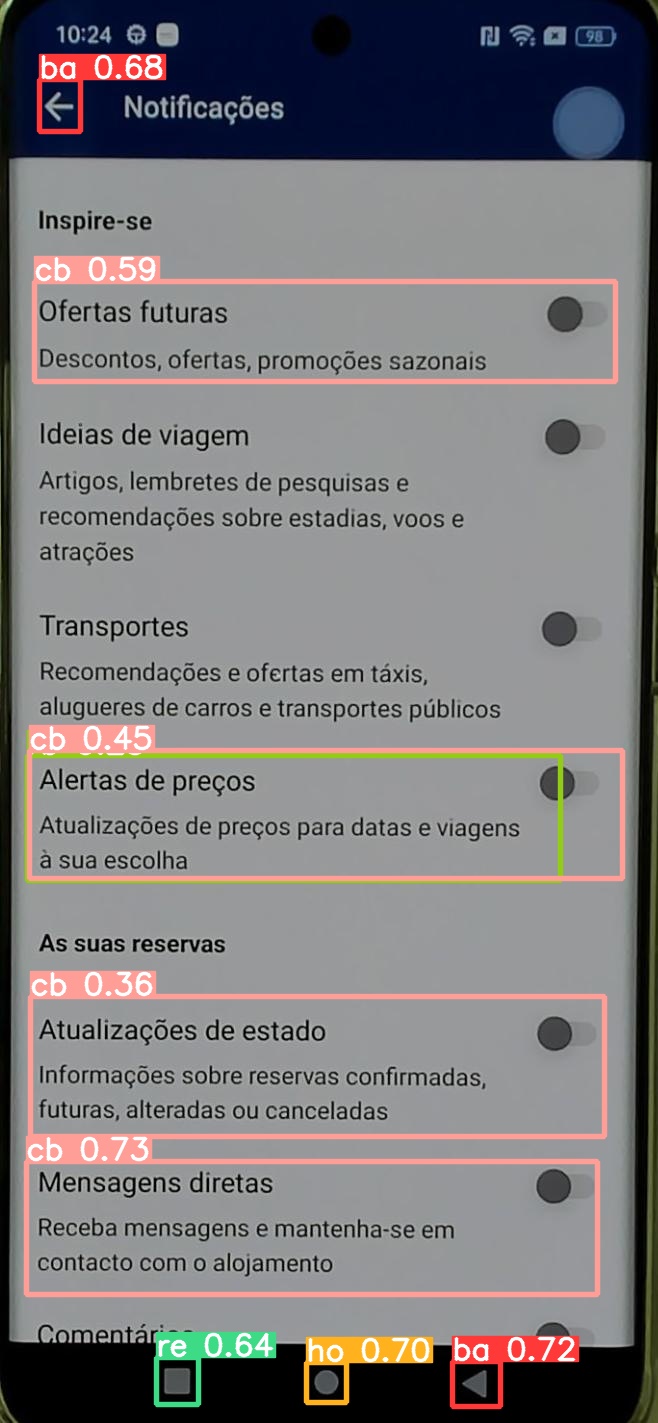 10:24
98
ba 0.68
Notificações
Inspire-se
cb 0.59
Ofertas futuras
Descontos, ofertas, promoções sazonais
Ideias de viagem
Artigos, lembretes de pesquisas e
recomendações sobre estadias, voos e
atrações
Transportes
Recomendações e ofertas em táxis,
alugueres de carros e transportes públicos
cb 0.45
Alertas de preços
Atualizações de preços para datas e viagens
à sua escolha
As suas reservas
cb 0.36
Atualizações de estado
Informações sobre reservas confirmadas,
futuras, alteradas ou canceladas
cb 0.73
Mensagens diretas
Receba mensagens e mantenha-se em
contacto com o alojamento
Comentários
re 0.64
ho 0.70
ba 0.72